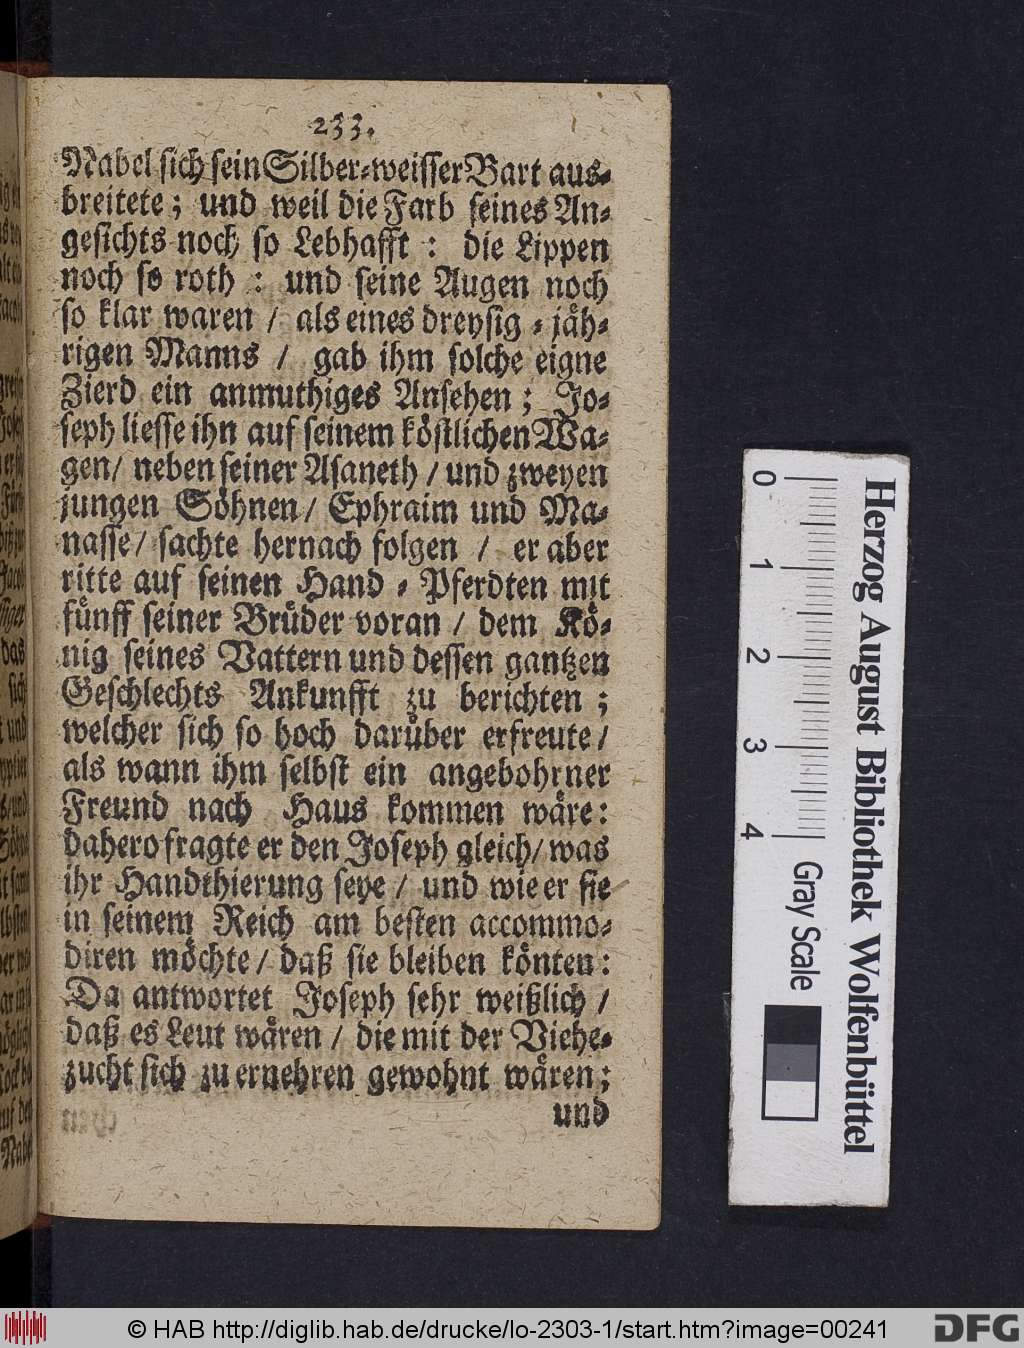 233.
Nabel sich sein Silber-weisser Bart aus-
breitete; und weil die Farb seines An-
gesichts noch so Lebhafft : die Lippen
noch so roth : und seine Augen noch
so klar waren / als eines dreysig-jäh-
rigen Manns / gab ihm solche eigne
Zierd ein anmuthiges Ansehen; Jo-
seph liesse ihn auf seinem köstlichen Wa-
gen/ neben seiner Asaneth / und zweyen
jungen Söhnen/ Ephraim und Ma-
nasse/ sachte hernach folgen / er aber
ritte auf seinen Hand-Pferdten mit
fünff seiner Brüder voran / dem Kö-
nig seines Vattern und dessen gantzen
Geschlechts Ankunfft zu berichten;
welcher sich so hoch darüber erfreute /
als wann ihm selbst ein angebohrner
Freund nach Haus kommen wäre:
dahero fragte er den Joseph gleich/ was
ihr Handthierung seye / und wie er sie
in seinem Reich am besten accommo-
diren möchte / daß sie bleiben könten:
Da antwortet Joseph sehr weißlich /
daß es Leut wären / die mit der Viehe-
zucht sich zu ernehren gewohnt wären;
und
Herzog August Bibliothek Wolfenbüttel
0 1 2 3 4 Gray Scale
© HAB http://diglib.hab.de/drucke/lo-2303-1/start.htm?image=00241
DFG